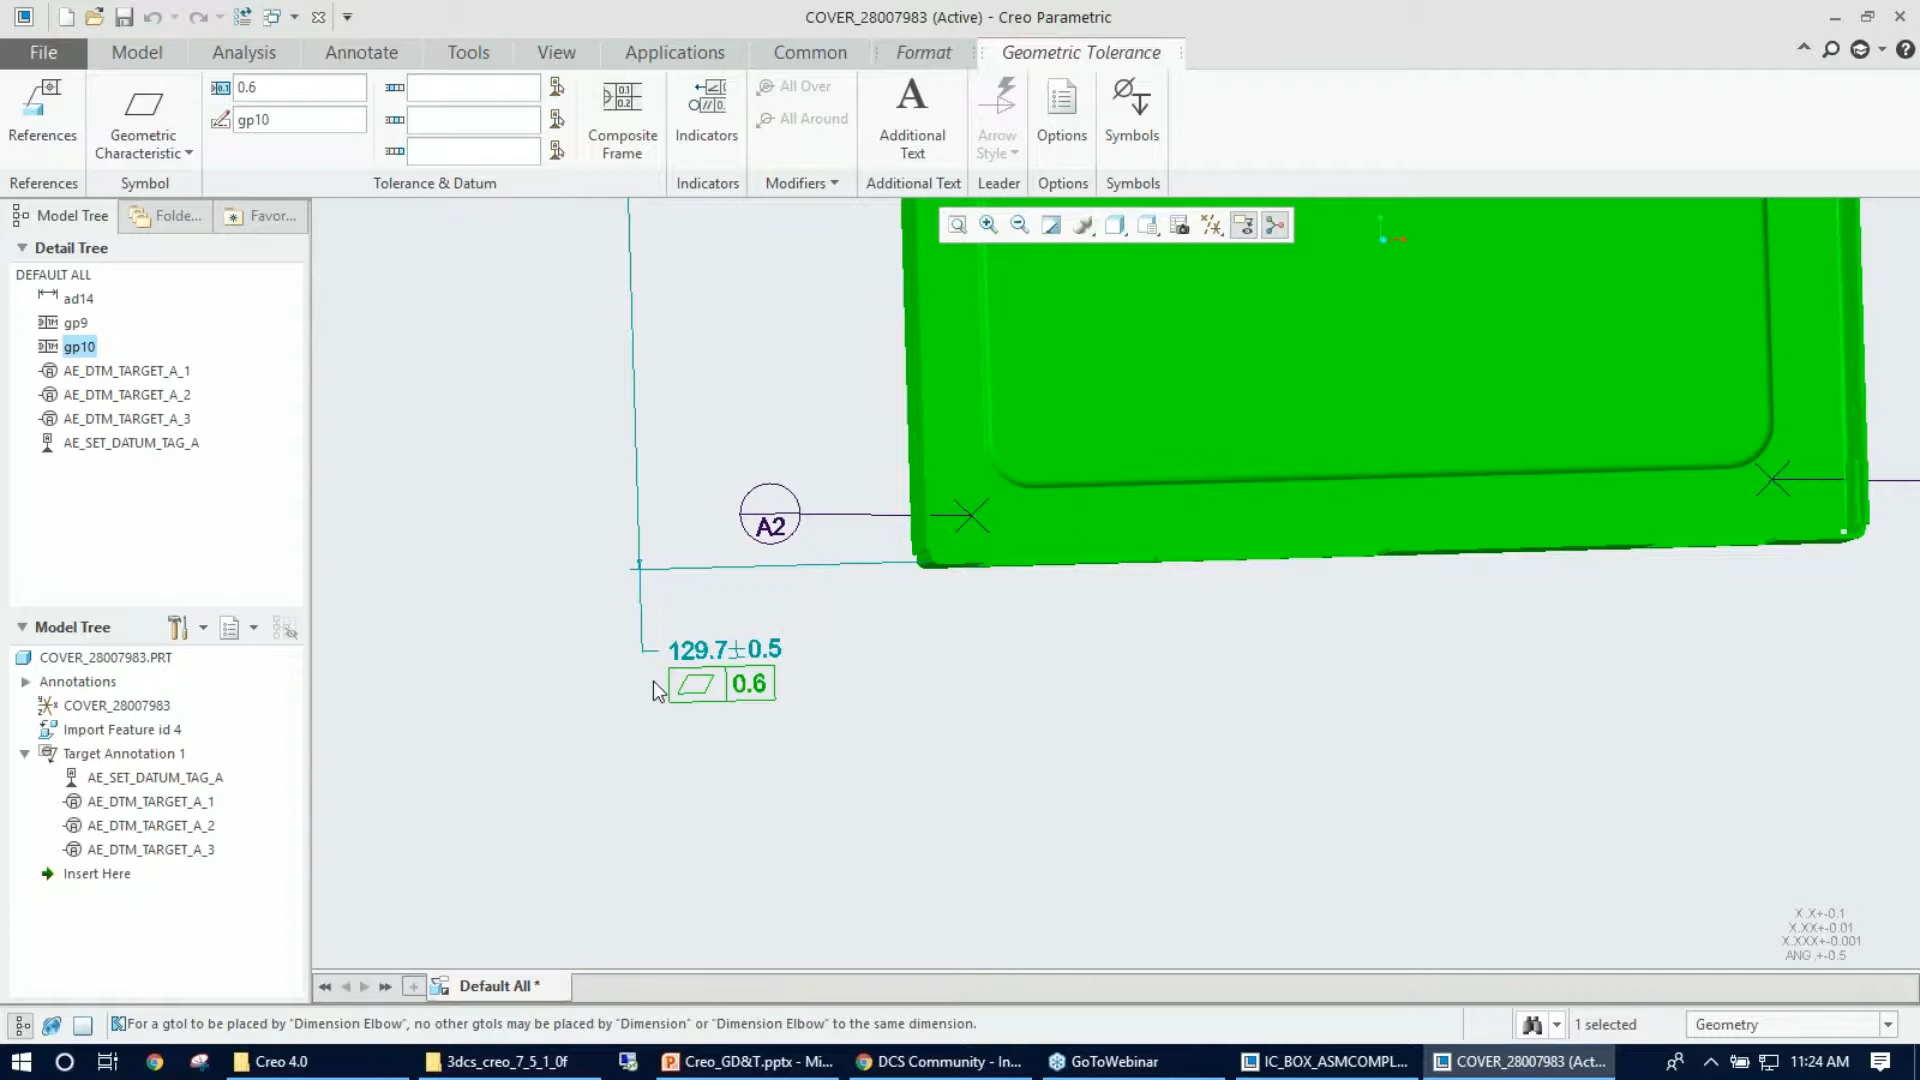 COVER_28007983 (Active) - Creo Parametric
File
Model
Analysis
Annotate
Tools
View
Applications
Common
Format
Geometric Tolerance
References
Geometric
Characteristic
0.6
gp10
Composite
Frame
Indicators
All Over
All Around
Additional
Text
Arrow
Style
Options
Symbols
References
Symbol
Tolerance & Datum
Indicators
Modifiers
Additional Text
Leader
Options
Symbols
Model Tree
Folde...
Favor...
Detail Tree
DEFAULT ALL
ad14
gp9
gp10
AE_DTM_TARGET_A_1
AE_DTM_TARGET_A_2
AE_DTM_TARGET_A_3
AE_SET_DATUM_TAG_A
Model Tree
COVER_28007983.PRT
Annotations
COVER_28007983
Import Feature id 4
Target Annotation 1
AE_SET_DATUM_TAG_A
AE_DTM_TARGET_A_1
AE_DTM_TARGET_A_2
AE_DTM_TARGET_A_3
Insert Here
A2
129.7±0.5
0.6
X.X+-0.1
X.XX+-0.01
X.XXX+-0.001
ANG.+-0.5
Default All *
For a gtol to be placed by "Dimension Elbow", no other gtols may be placed by "Dimension" or "Dimension Elbow" to the same dimension.
1 selected
Geometry
Creo 4.0
3dcs_creo_7_5_1_0f
Creo_GD&T.pptx - Mi...
DCS Community - In...
GoToWebinar
IC_BOX_ASMCOMPL...
COVER_28007983 (Act...
11:24 AM